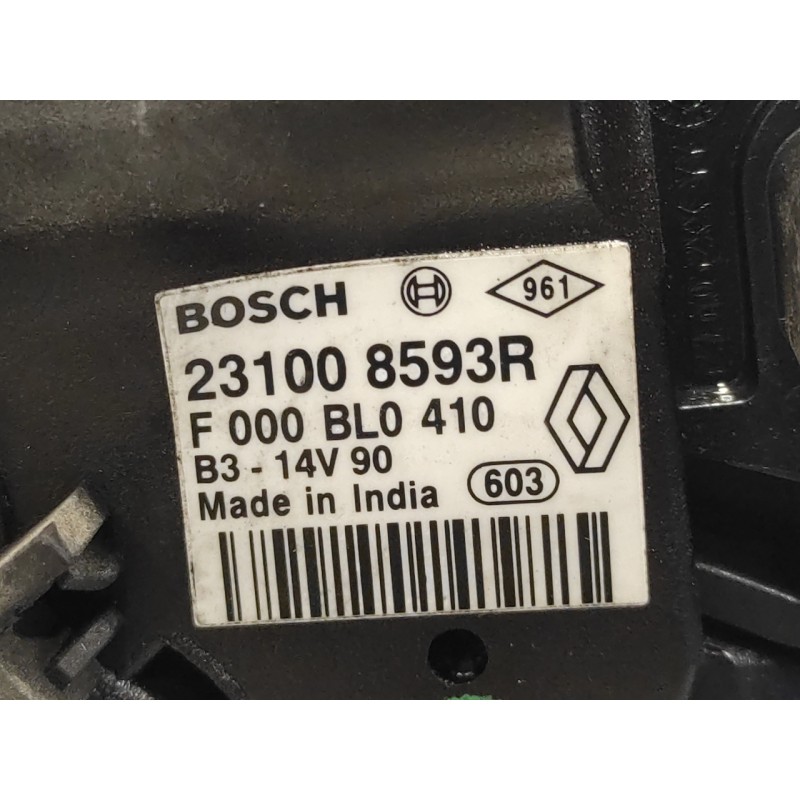 BOSCH 961
23100 8593R
F 000 BL0 410
B3 - 14V 90
Made in India 603